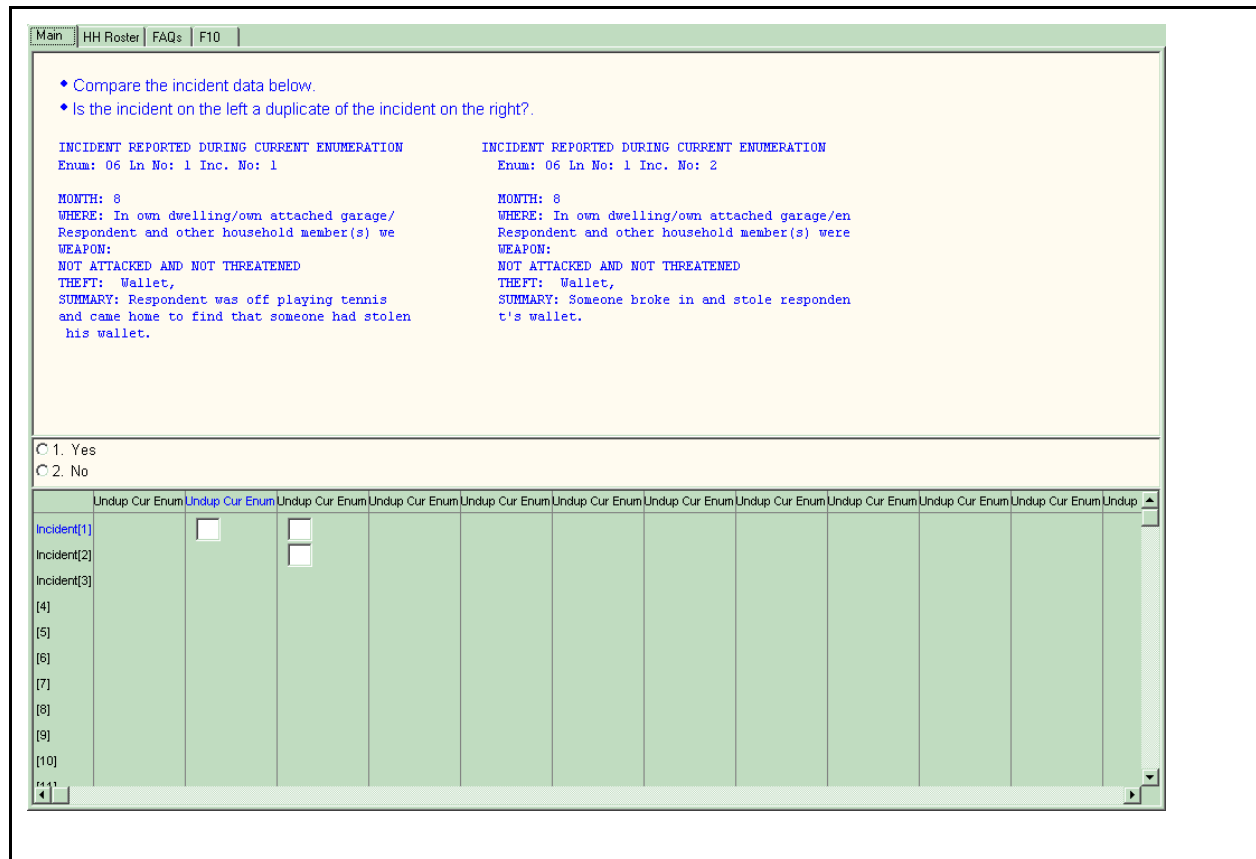 Main HH Roster FAQs F10
◆ Compare the incident data below.
◆ Is the incident on the left a duplicate of the incident on the right?.
INCIDENT REPORTED DURING CURRENT ENUMERATION
Enum: 06 Ln No: 1 Inc. No: 1
MONTH: 8
WHERE: In own dwelling/own attached garage/
Respondent and other household member(s) we
WEAPON:
NOT ATTACKED AND NOT THREATENED
THEFT: Wallet,
SUMMARY: Respondent was off playing tennis
and came home to find that someone had stolen
his wallet.
INCIDENT REPORTED DURING CURRENT ENUMERATION
Enum: 06 Ln No: 1 Inc. No: 2
MONTH: 8
WHERE: In own dwelling/own attached garage/en
Respondent and other household member(s) were
WEAPON:
NOT ATTACKED AND NOT THREATENED
THEFT: Wallet,
SUMMARY: Someone broke in and stole responden
t's wallet.
1. Yes
2. No
Undup Cur Enum Undup Cur Enum Undup Cur Enum Undup Cur Enum Undup Cur Enum Undup Cur Enum Undup Cur Enum Undup Cur Enum Undup Cur Enum Undup Cur Enum Undup Cur Enum Undup
Incident[1]
Incident[2]
Incident[3]
[4]
[5]
[6]
[7]
[8]
[9]
[10]
[11]